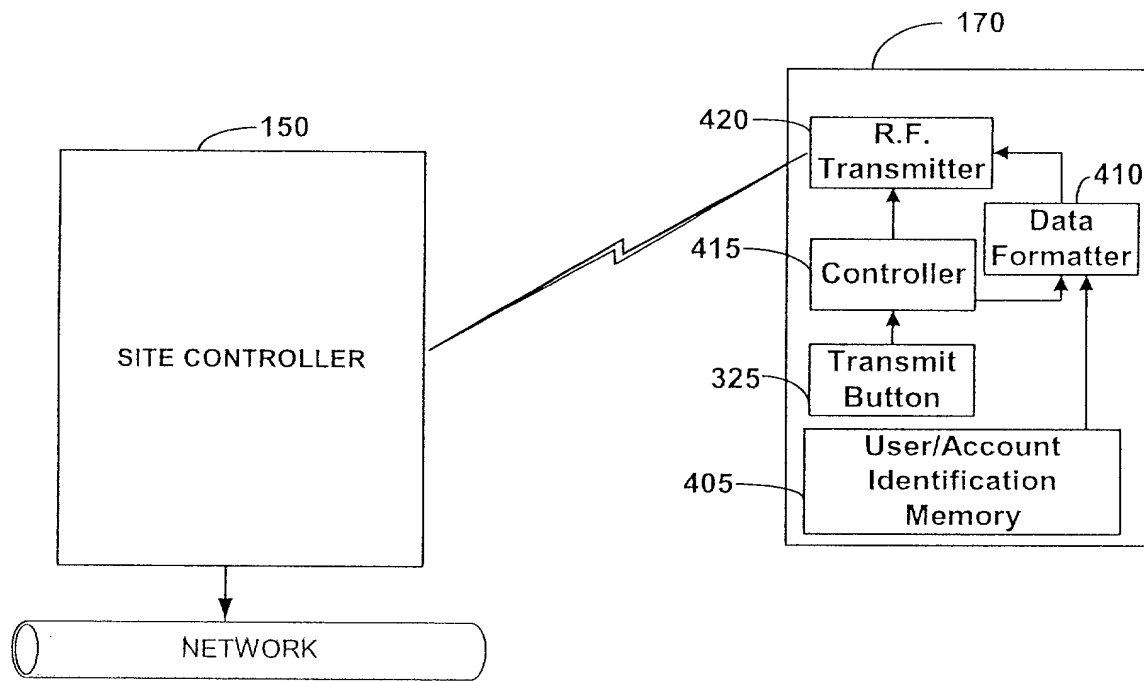 170
150
420
R.F.
Transmitter
410
Data
Formatter
415
Controller
SITE CONTROLLER
325
Transmit
Button
User/Account
Identification
Memory
405
NETWORK